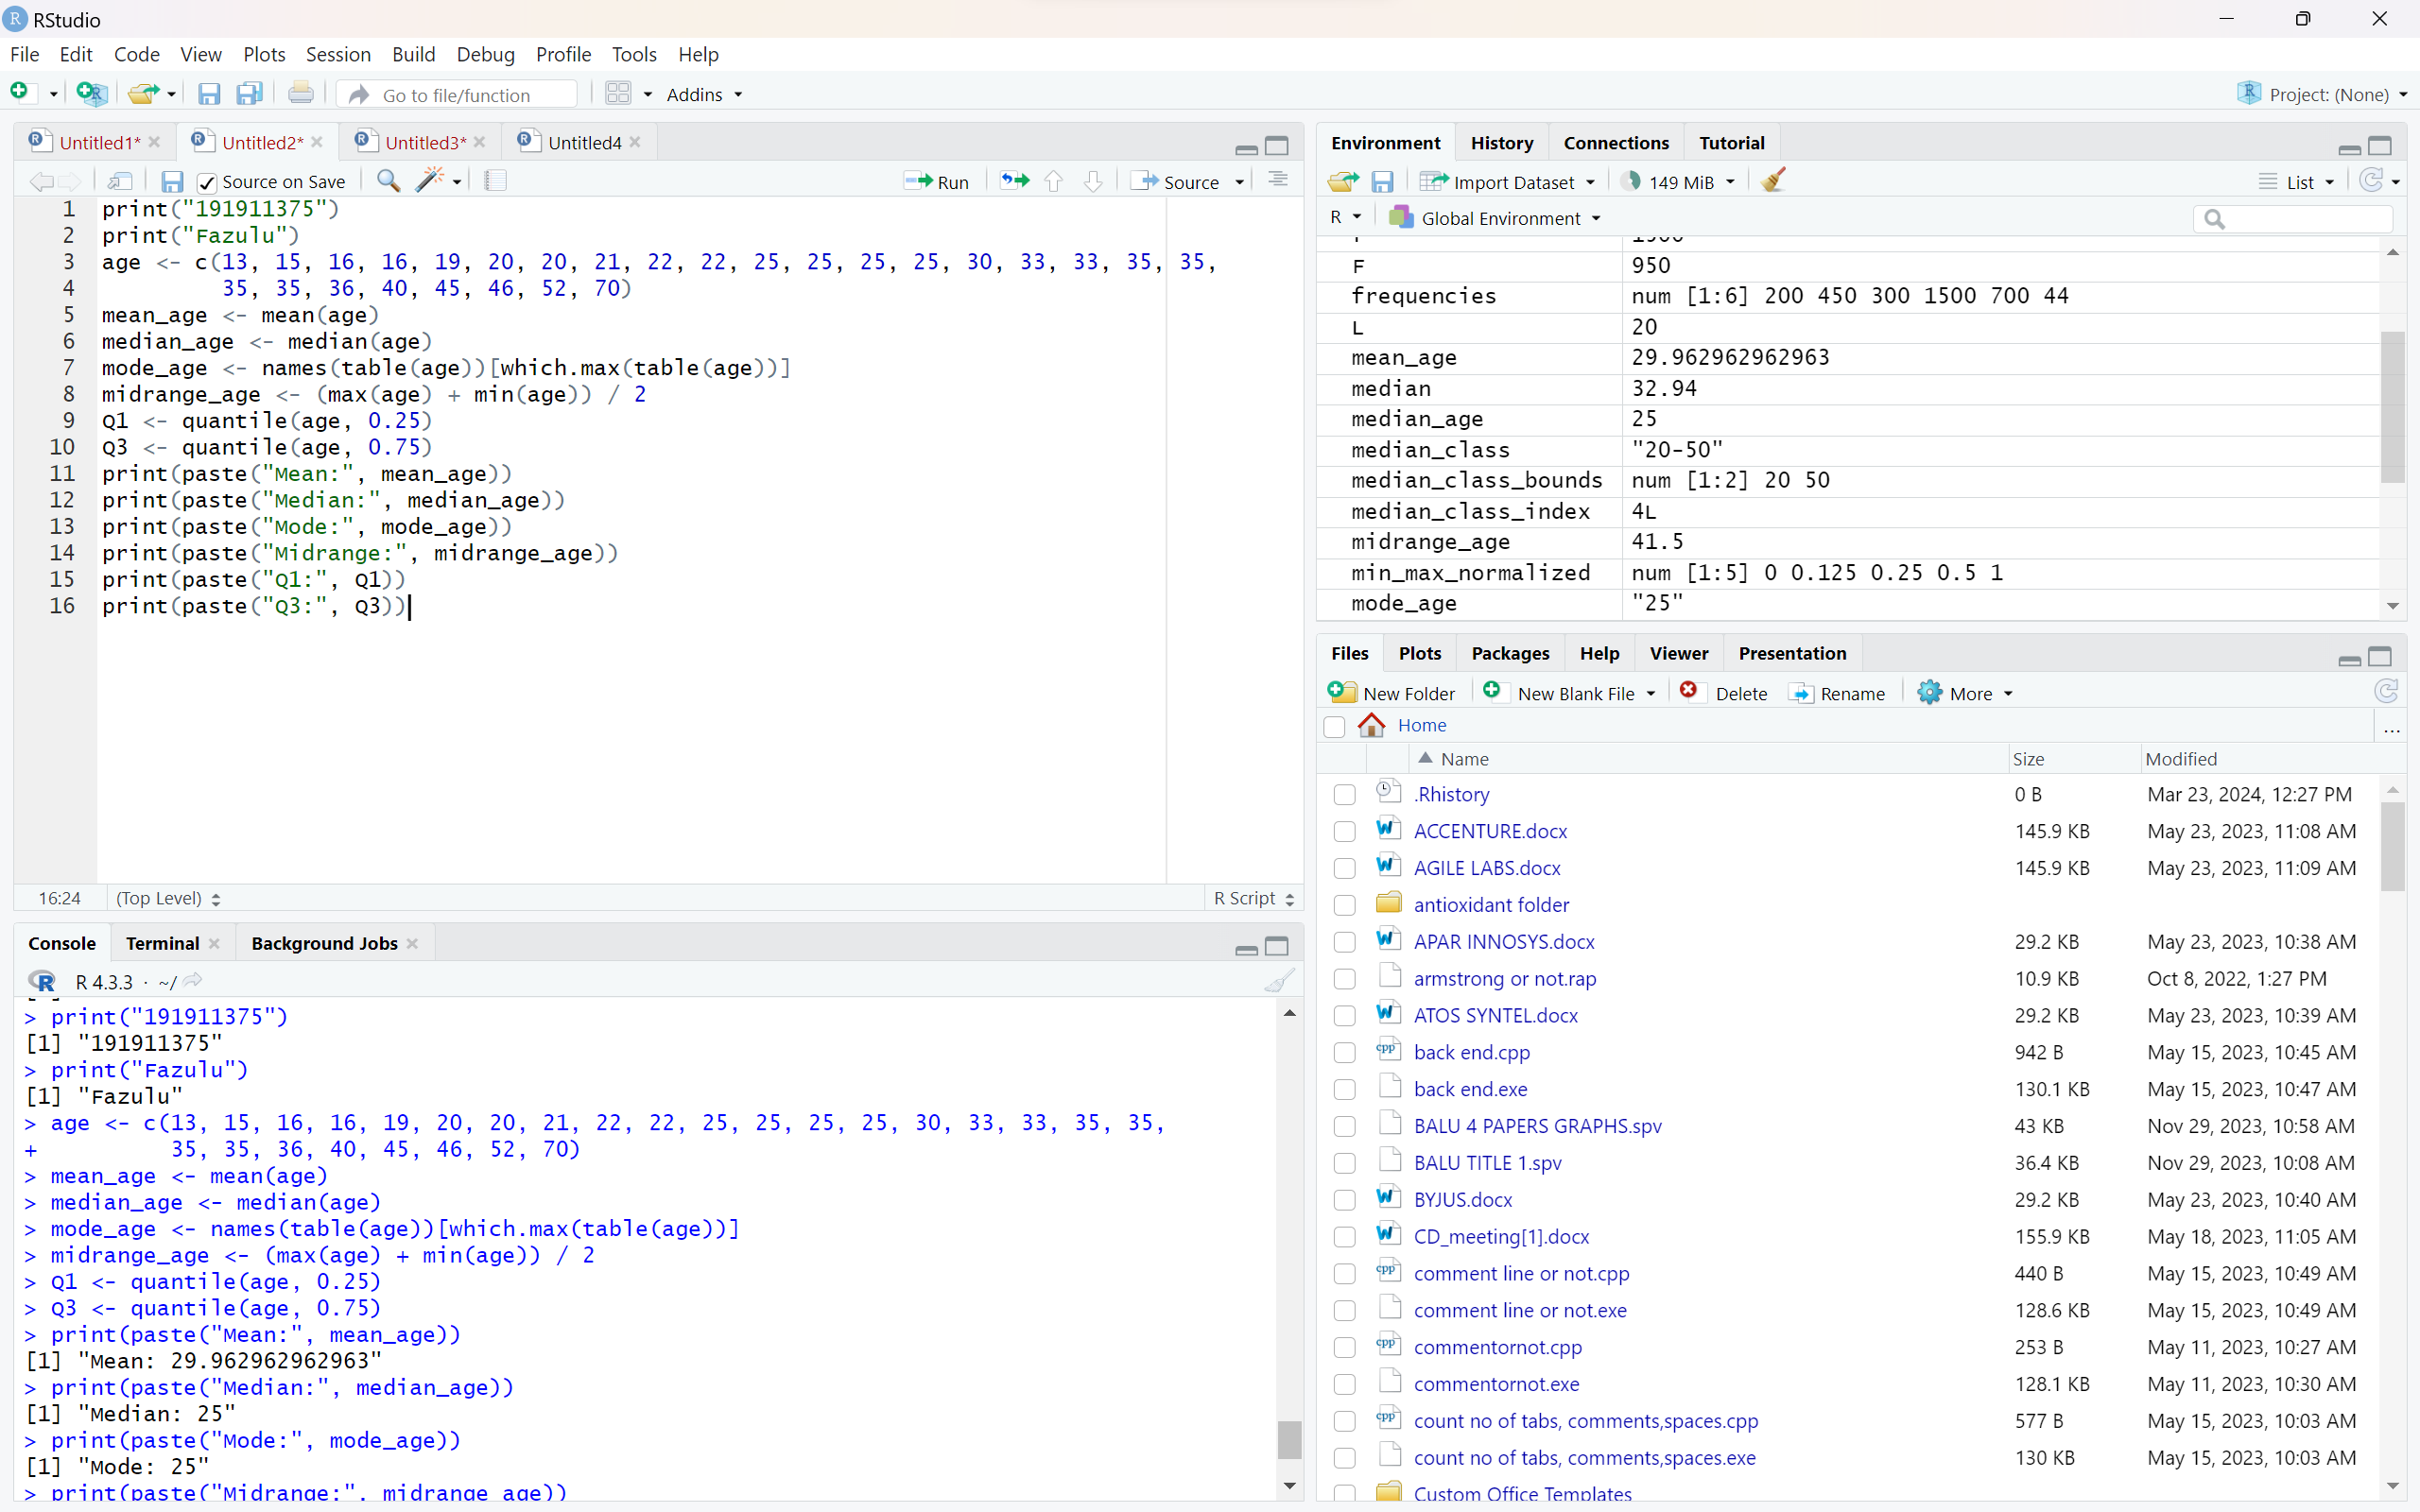 RStudio
File Edit Code View Plots Session Build Debug Profile Tools Help
Go to file/function Addins Project: (None)
Untitled1* Untitled2* Untitled3* Untitled4
Source on Save Run Source
1 print("191911375")
2 print("Fazulu")
3 age <- c(13, 15, 16, 16, 19, 20, 20, 21, 22, 22, 25, 25, 25, 25, 30, 33, 33, 35, 35,
4 35, 35, 36, 40, 45, 46, 52, 70)
5 mean_age <- mean(age)
6 median_age <- median(age)
7 mode_age <- names(table(age))[which.max(table(age))]
8 midrange_age <- (max(age) + min(age)) / 2
9 Q1 <- quantile(age, 0.25)
10 Q3 <- quantile(age, 0.75)
11 print(paste("Mean:", mean_age))
12 print(paste("Median:", median_age))
13 print(paste("Mode:", mode_age))
14 print(paste("Midrange:", midrange_age))
15 print(paste("Q1:", Q1))
16 print(paste("Q3:", Q3))
16:24 (Top Level) R Script
Console Terminal Background Jobs
R 4.3.3 · ~/
> print("191911375")
[1] "191911375"
> print("Fazulu")
[1] "Fazulu"
> age <- c(13, 15, 16, 16, 19, 20, 20, 21, 22, 22, 25, 25, 25, 25, 30, 33, 33, 35, 35,
+ 35, 35, 36, 40, 45, 46, 52, 70)
> mean_age <- mean(age)
> median_age <- median(age)
> mode_age <- names(table(age))[which.max(table(age))]
> midrange_age <- (max(age) + min(age)) / 2
> Q1 <- quantile(age, 0.25)
> Q3 <- quantile(age, 0.75)
> print(paste("Mean:", mean_age))
[1] "Mean: 29.962962962963"
> print(paste("Median:", median_age))
[1] "Median: 25"
> print(paste("Mode:", mode_age))
[1] "Mode: 25"
> print(paste("Midrange:", midrange_age))
Environment History Connections Tutorial
Import Dataset 149 MiB List
R Global Environment
F 950
frequencies num [1:6] 200 450 300 1500 700 44
L 20
mean_age 29.962962962963
median 32.94
median_age 25
median_class "20-50"
median_class_bounds num [1:2] 20 50
median_class_index 4L
midrange_age 41.5
min_max_normalized num [1:5] 0 0.125 0.25 0.5 1
mode_age "25"
Files Plots Packages Help Viewer Presentation
New Folder New Blank File Delete Rename More
Home ...
Name Size Modified
.Rhistory 0 B Mar 23, 2024, 12:27 PM
ACCENTURE.docx 145.9 KB May 23, 2023, 11:08 AM
AGILE LABS.docx 145.9 KB May 23, 2023, 11:09 AM
antioxidant folder
APAR INNOSYS.docx 29.2 KB May 23, 2023, 10:38 AM
armstrong or not.rap 10.9 KB Oct 8, 2022, 1:27 PM
ATOS SYNTEL.docx 29.2 KB May 23, 2023, 10:39 AM
back end.cpp 942 B May 15, 2023, 10:45 AM
back end.exe 130.1 KB May 15, 2023, 10:47 AM
BALU 4 PAPERS GRAPHS.spv 43 KB Nov 29, 2023, 10:58 AM
BALU TITLE 1.spv 36.4 KB Nov 29, 2023, 10:08 AM
BYJUS.docx 29.2 KB May 23, 2023, 10:40 AM
CD_meeting[1].docx 155.9 KB May 18, 2023, 11:05 AM
comment line or not.cpp 440 B May 15, 2023, 10:49 AM
comment line or not.exe 128.6 KB May 15, 2023, 10:49 AM
commentornot.cpp 253 B May 11, 2023, 10:27 AM
commentornot.exe 128.1 KB May 11, 2023, 10:30 AM
count no of tabs, comments,spaces.cpp 577 B May 15, 2023, 10:03 AM
count no of tabs, comments,spaces.exe 130 KB May 15, 2023, 10:03 AM
Custom Office Templates